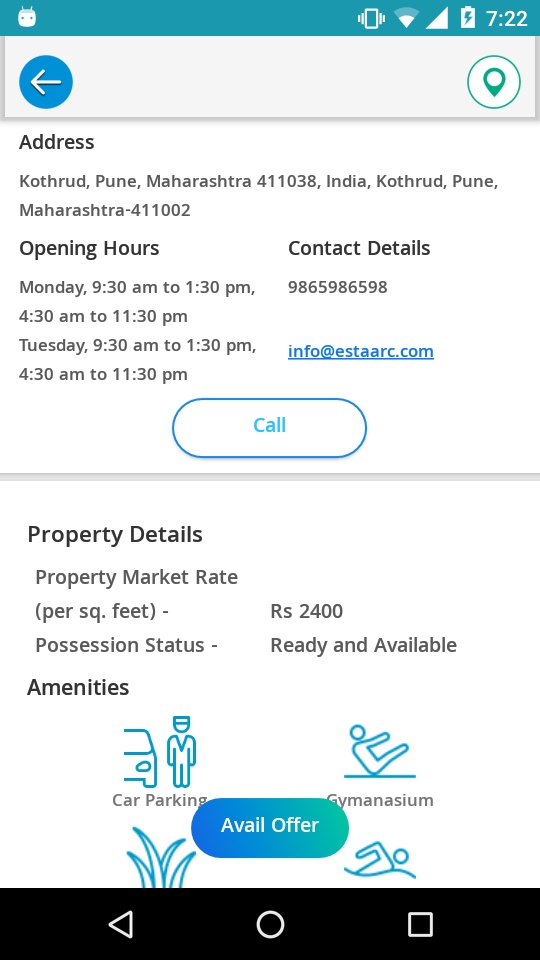 7:22
Address
Kothrud, Pune, Maharashtra 411038, India, Kothrud, Pune,
Maharashtra-411002
Opening Hours
Monday, 9:30 am to 1:30 pm,
4:30 am to 11:30 pm
Tuesday, 9:30 am to 1:30 pm,
4:30 am to 11:30 pm
Contact Details
9865986598
info@estaarc.com
Call
Property Details
Property Market Rate
(per sq. feet) - Rs 2400
Possession Status - Ready and Available
Amenities
Car Parking
Gymanasium
Avail Offer